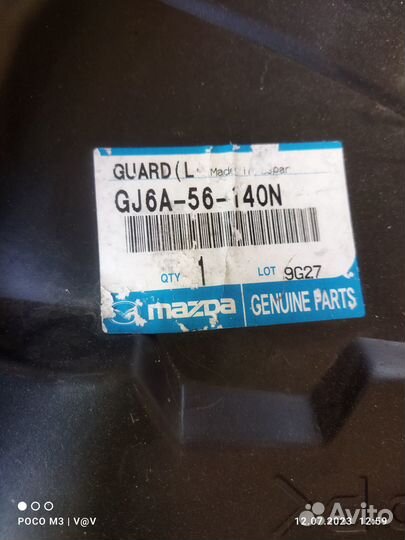 GUARD(L
GJ6A-56-140N
QTY 1 LOT 9G27
mazda GENUINE PARTS
POCO M3 | V@V
12.07.2023 12:59
Avito